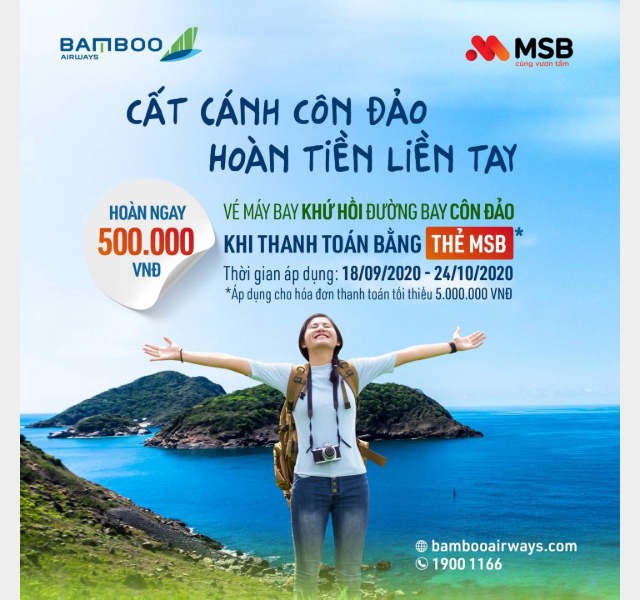 BAMBOO
AIRWAYS
MSB
cùng vươn tầm
CẤT CÁNH CÔN ĐẢO
HOÀN TIỀN LIỀN TAY
HOÀN NGAY
500.000
VNĐ
VÉ MÁY BAY KHỨ HỒI ĐƯỜNG BAY CÔN ĐẢO
KHI THANH TOÁN BẰNG THẺ MSB*
Thời gian áp dụng: 18/09/2020 - 24/10/2020
*Áp dụng cho hóa đơn thanh toán tối thiểu 5.000.000 VNĐ
bambooairways.com
1900 1166